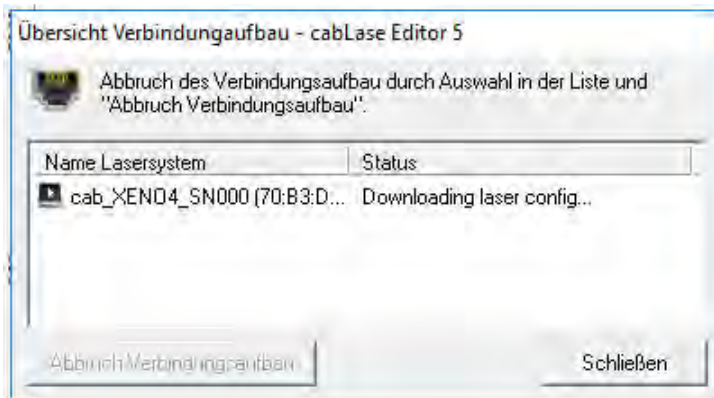 Übersicht Verbindungaufbau - cabLase Editor 5
Abbruch des Verbindungsaufbau durch Auswahl in der Liste und
"Abbruch Verbindungsaufbau".
Name Lasersystem Status
cab_XENO4_SN000 (70:B3:D... Downloading laser config...
Abbruch Verbindungsaufbau Schließen